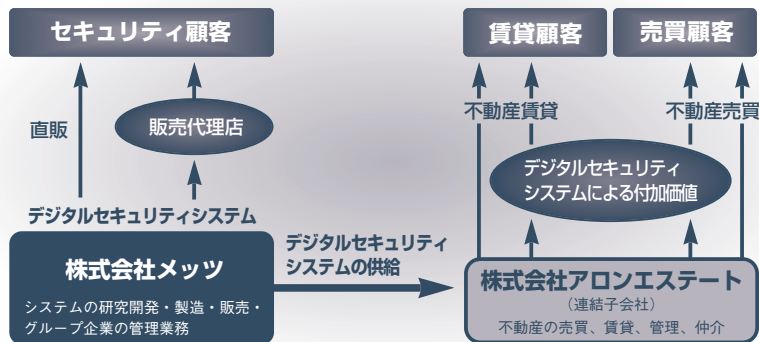 セキュリティ顧客
賃貸顧客
売買顧客
直販
販売代理店
不動産賃貸
不動産売買
デジタルセキュリティ
システムによる付加価値
デジタルセキュリティシステム
デジタルセキュリティ
システムの供給
株式会社メッツ
システムの研究開発・製造・販売・
グループ企業の管理業務
株式会社アロンエステート
(連結子会社)
不動産の売買、賃貸、管理、仲介